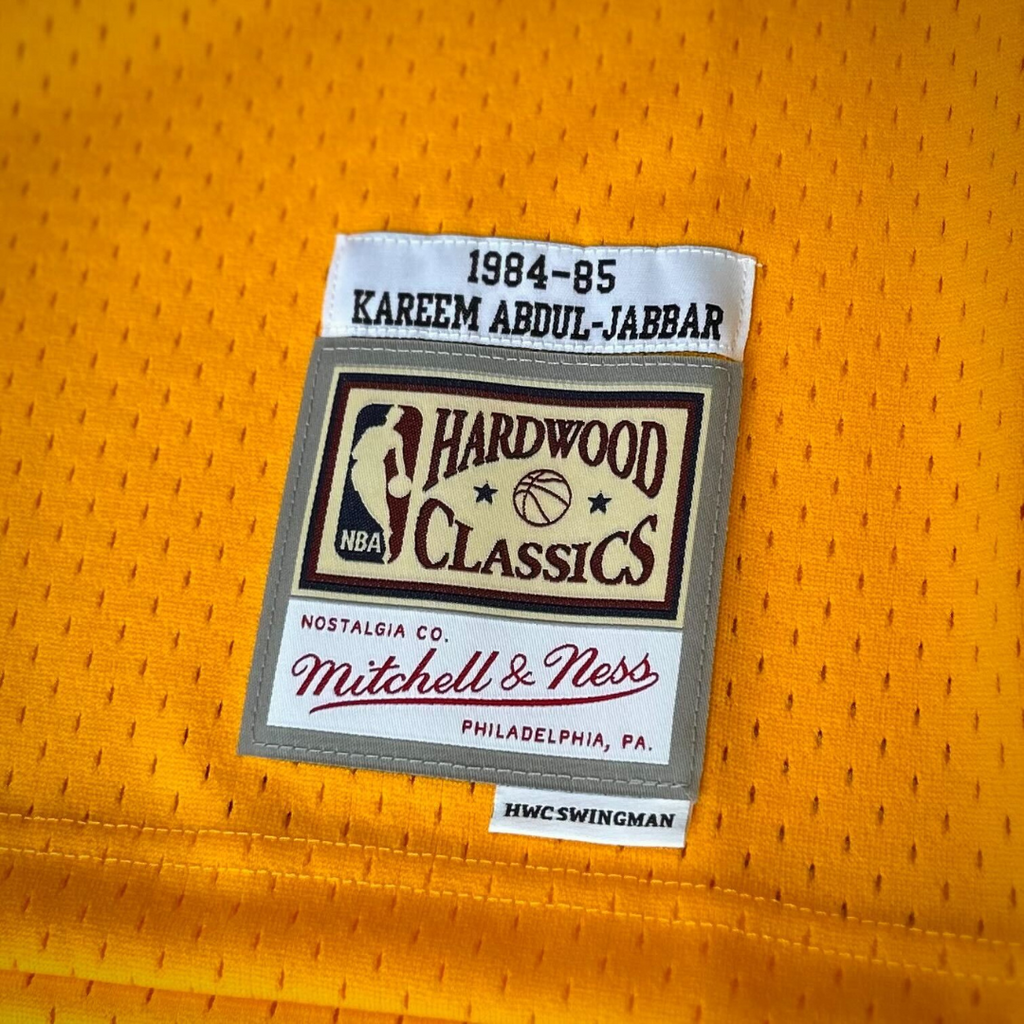 1984-85
KAREEM ABDUL-JABBAR
HARDWOOD
CLASSICS
NBA
NOSTALGIA CO.
Mitchell & Ness
PHILADELPHIA, PA.
HWC SWINGMAN